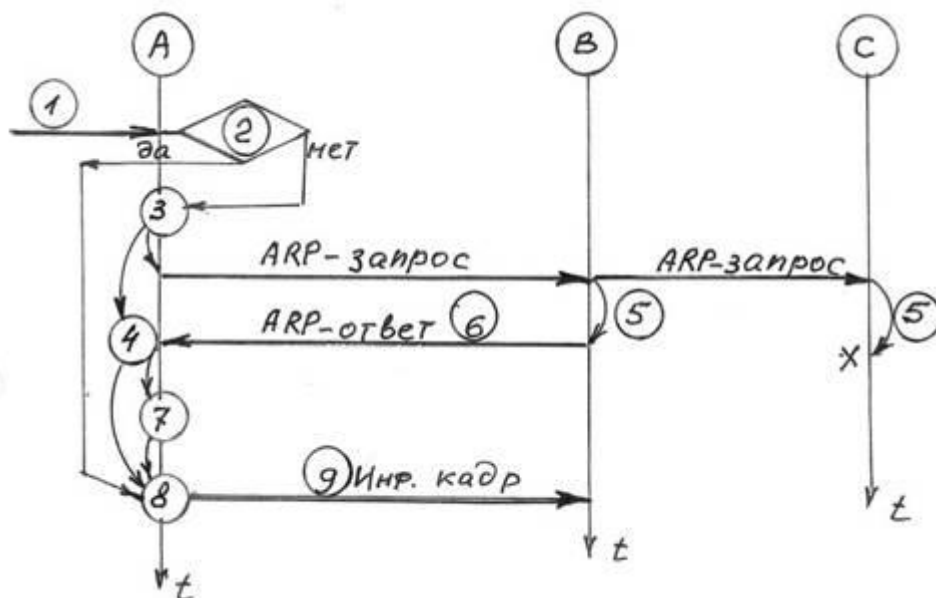 A B C
1 2
да нет
3
ARP-запрос ARP-запрос
5 5
ARP-ответ 6
4 x
7
9 Инф. кадр
8
t t t